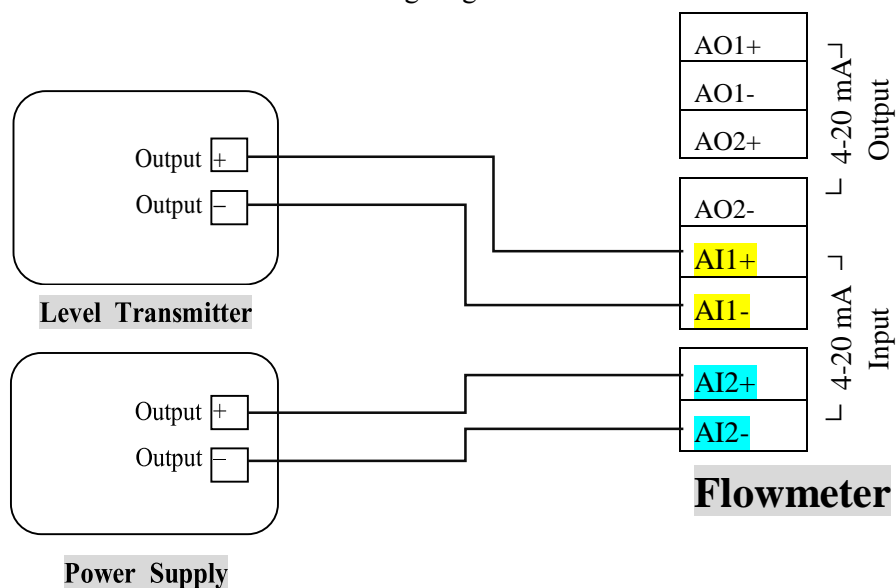 AO1+
AO1-
AO2+
4-20 mA
Output
Output +
Output −
AO2-
AI1+
AI1-
Level Transmitter
AI2+
AI2-
4-20 mA
Input
Output +
Output −
Flowmeter
Power Supply